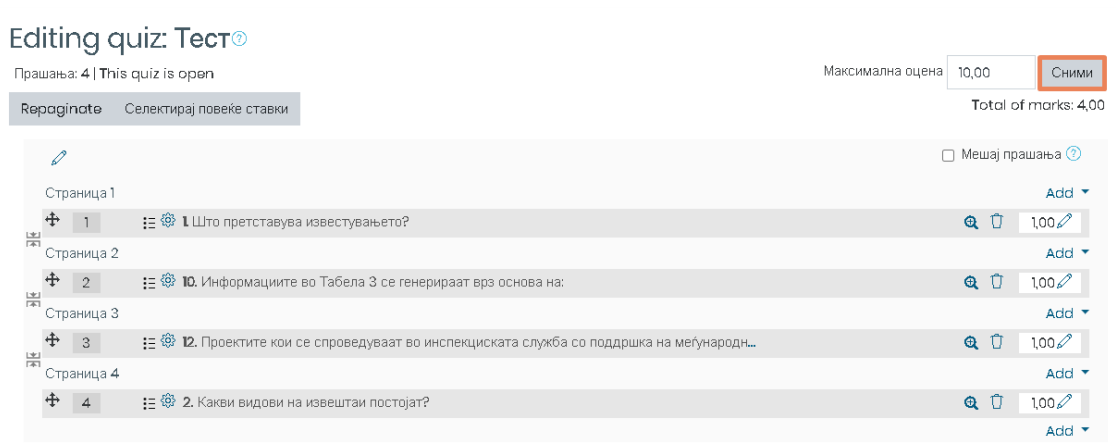 Editing quiz: Тест
Прашања: 4 | This quiz is open
Максимална оцена 10,00 Сними
Repaginate Селектирај повеќе ставки
Total of marks: 4,00
Мешај прашања
Страница 1
Add
1 1. Што претставува известувањето? 1,00
Страница 2
Add
2 10. Информациите во Табела 3 се генерираат врз основа на: 1,00
Страница 3
Add
3 12. Проектите кои се спроведуваат во инспекциската служба со поддршка на меѓународн... 1,00
Страница 4
Add
4 2. Какви видови на извештаи постојат? 1,00
Add